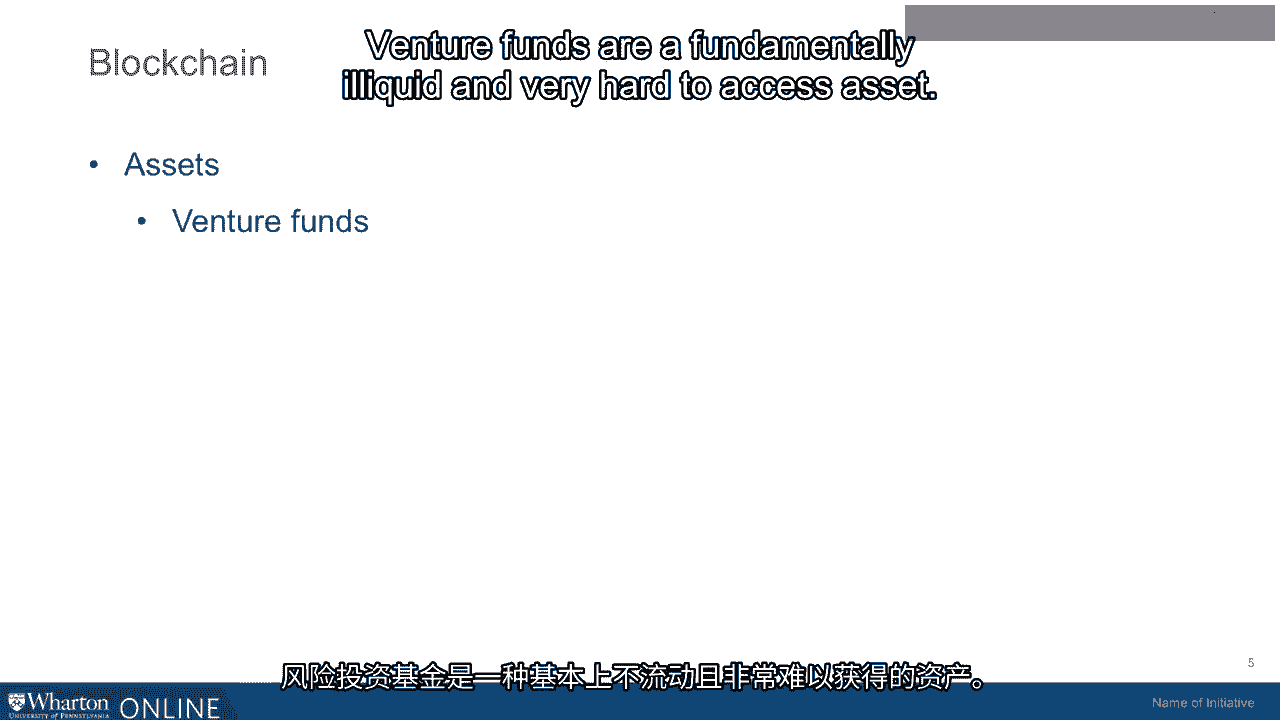 Venture funds are a fundamentally
illiquid and very hard to access asset.
Blockchain
• Assets
• Venture funds
风险投资基金是一种基本上不流动且非常难以获得的资产。
5
Wharton
UNIVERSITY of PENNSYLVANIA
ONLINE
Name of Initiative